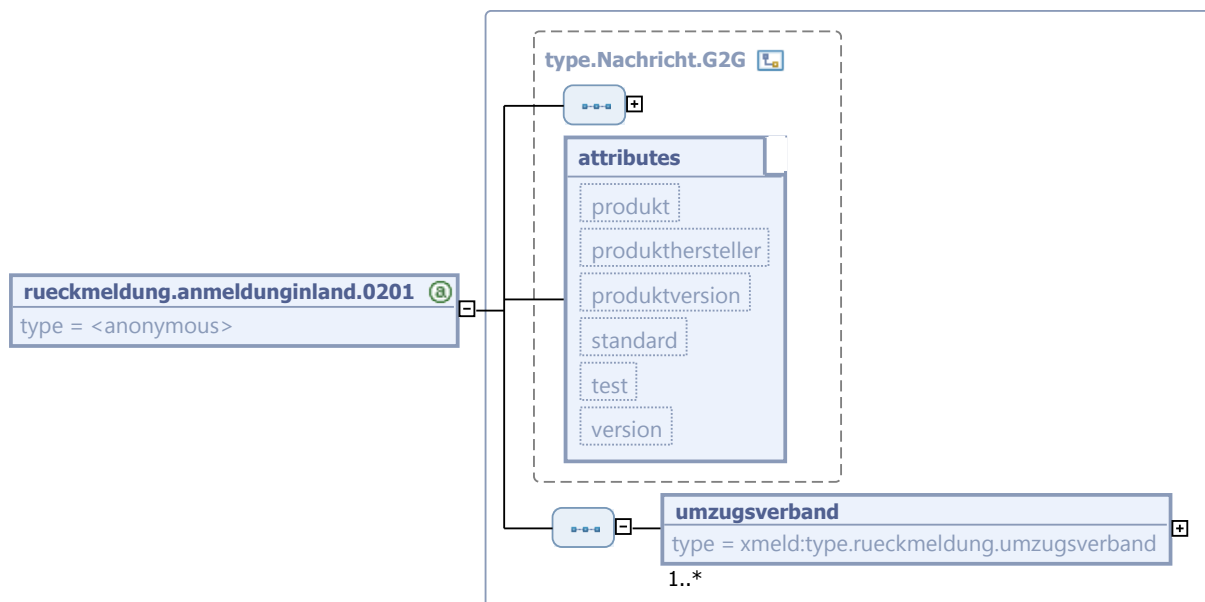 type.Nachricht.G2G
attributes
produkt
produkthersteller
produktversion
standard
test
version
rueckmeldung.anmeldunginland.0201
type = <anonymous>
umzugsverband
type = xmeld:type.rueckmeldung.umzugsverband
1..*